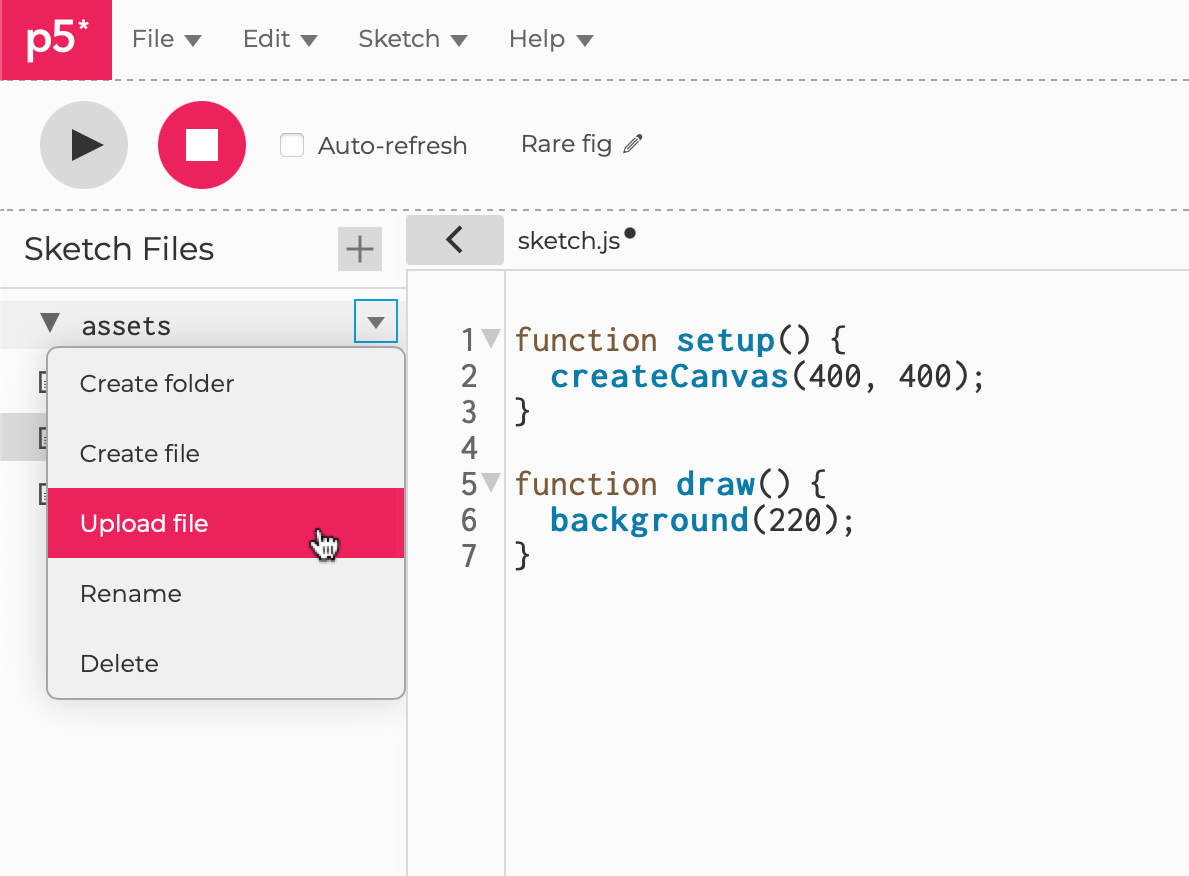 p5*
File Edit Sketch Help
Auto-refresh Rare fig
Sketch Files
sketch.js
assets
Create folder
Create file
Upload file
Rename
Delete
1 function setup() {
2 createCanvas(400, 400);
3 }
4
5 function draw() {
6 background(220);
7 }